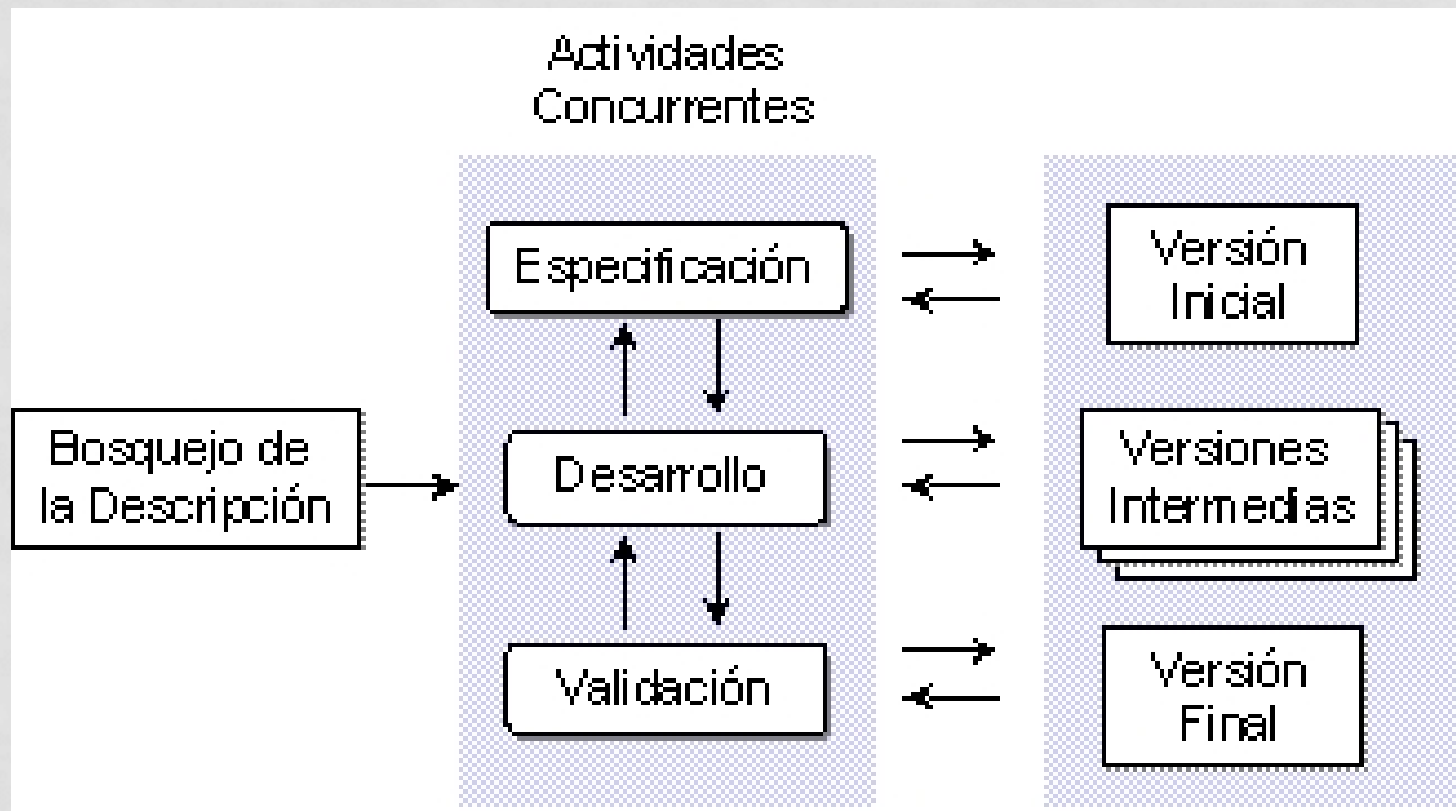 Actividades
Concurrentes
Especificación
Versión
Inicial
Bosquejo de
la Descripción
Desarrollo
Versiones
Intermedias
Validación
Versión
Final